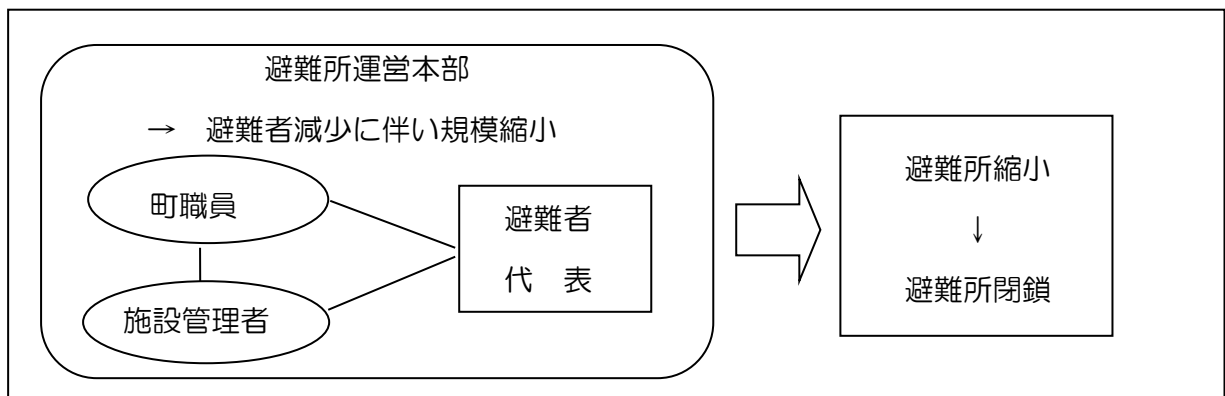 避難所運営本部
→ 避難者減少に伴い規模縮小
町職員
施設管理者
避難者
代 表
避難所縮小
↓
避難所閉鎖